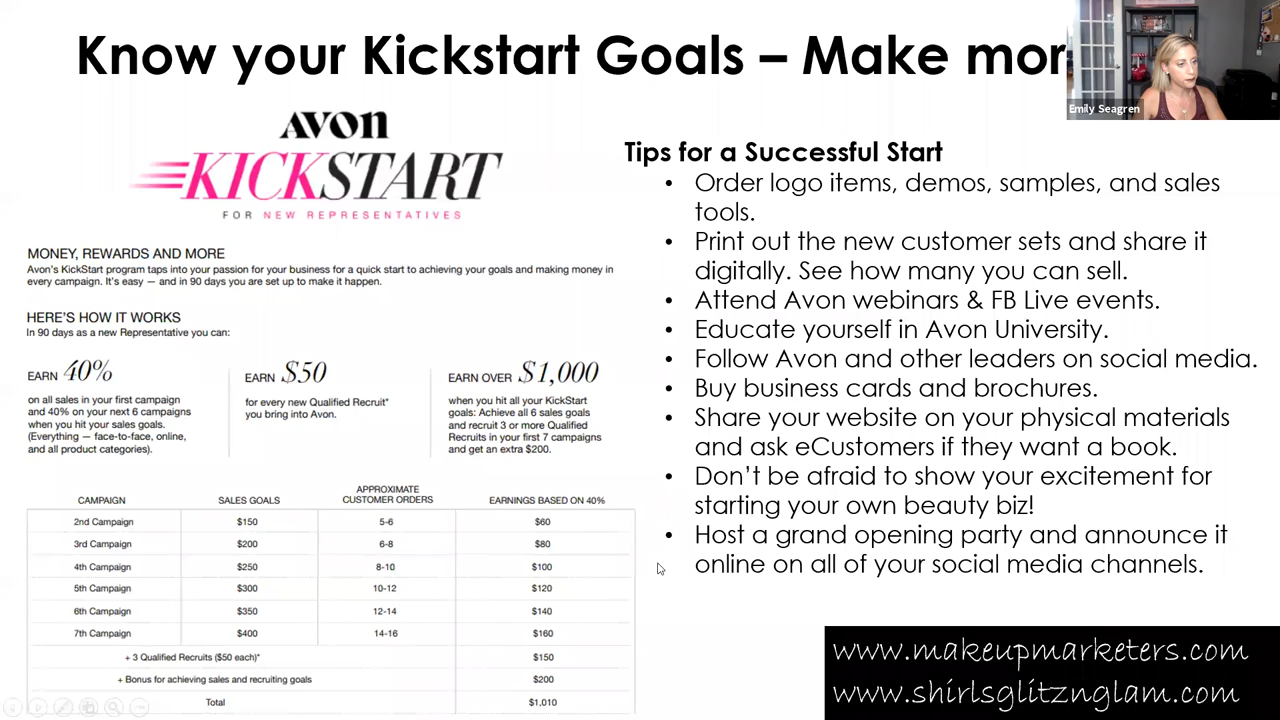 Know your Kickstart Goals – Make mor
Emily Seagren
AVON
KICKSTART
FOR NEW REPRESENTATIVES
MONEY, REWARDS AND MORE
Avon's KickStart program taps into your passion for your business for a quick start to achieving your goals and making money in
every campaign. It's easy — and in 90 days you are set up to make it happen.
HERE'S HOW IT WORKS
In 90 days as a new Representative you can:
EARN 40%
on all sales in your first campaign
and 40% on your next 6 campaigns
when you hit your sales goals.
(Everything — face-to-face, online,
and all product categories).
EARN $50
for every new Qualified Recruit*
you bring into Avon.
EARN OVER $1,000
when you hit all your KickStart
goals: Achieve all 6 sales goals
and recruit 3 or more Qualified
Recruits in your first 7 campaigns
and get an extra $200.
CAMPAIGN SALES GOALS APPROXIMATE CUSTOMER ORDERS EARNINGS BASED ON 40%
2nd Campaign $150 5-6 $60
3rd Campaign $200 6-8 $80
4th Campaign $250 8-10 $100
5th Campaign $300 10-12 $120
6th Campaign $350 12-14 $140
7th Campaign $400 14-16 $160
+ 3 Qualified Recruits ($50 each)* $150
+ Bonus for achieving sales and recruiting goals $200
Total $1,010
Tips for a Successful Start
• Order logo items, demos, samples, and sales
tools.
• Print out the new customer sets and share it
digitally. See how many you can sell.
• Attend Avon webinars & FB Live events.
• Educate yourself in Avon University.
• Follow Avon and other leaders on social media.
• Buy business cards and brochures.
• Share your website on your physical materials
and ask eCustomers if they want a book.
• Don't be afraid to show your excitement for
starting your own beauty biz!
• Host a grand opening party and announce it
online on all of your social media channels.
www.makeupmarketers.com
www.shirlsglitznglam.com